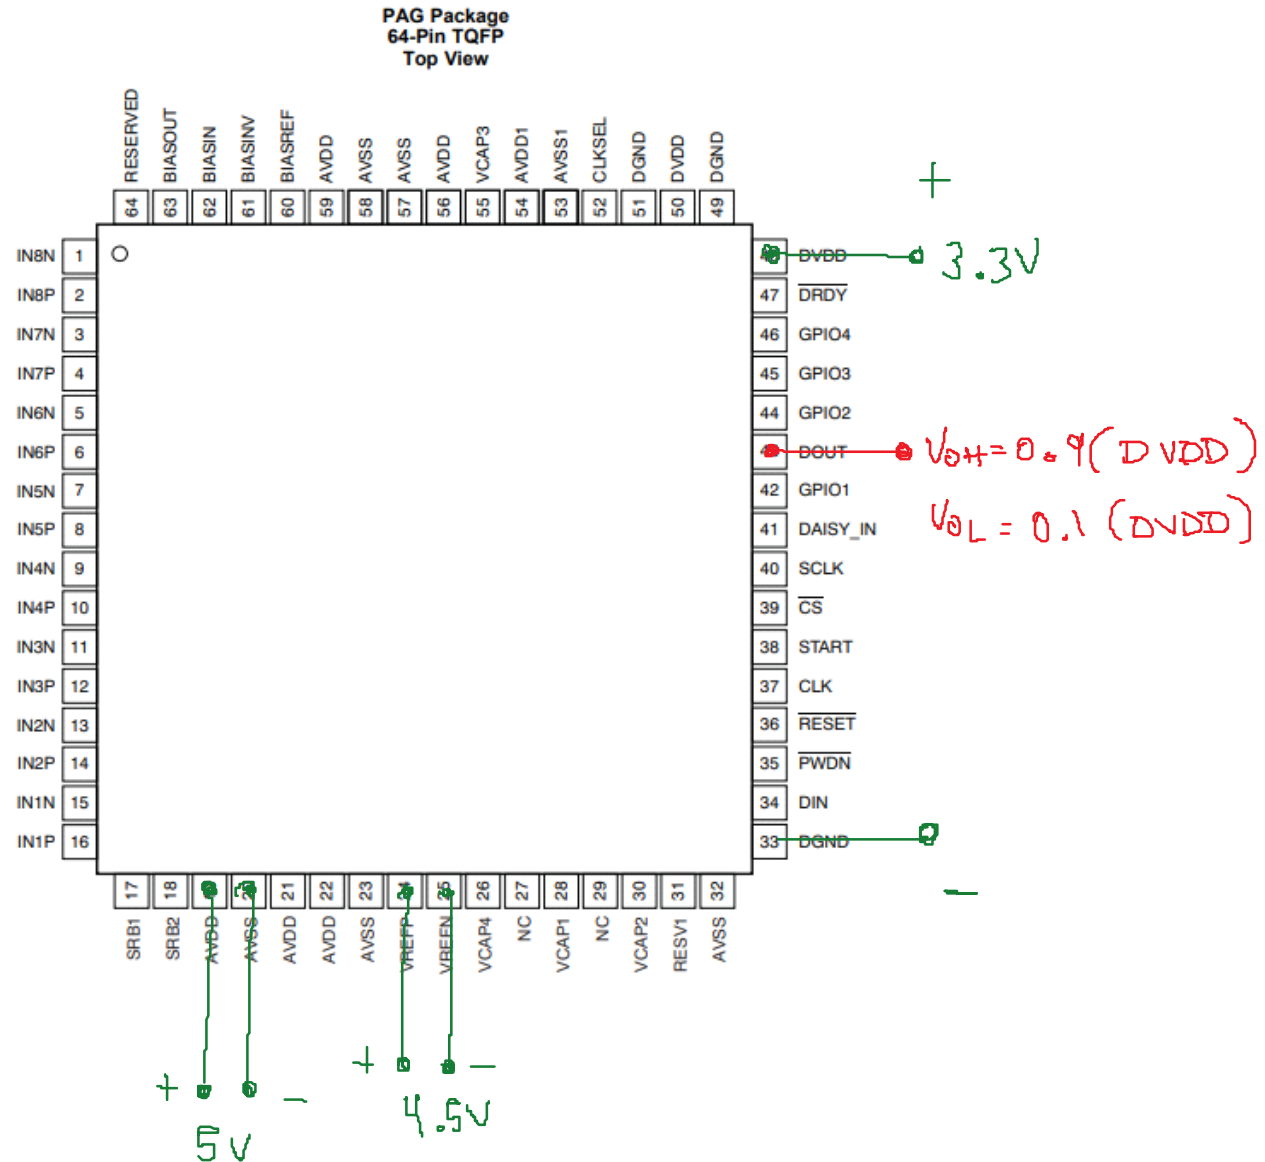 PAG Package
64-Pin TQFP
Top View
RESERVED
BIASOUT
BIASIN
BIASINV
BIASREF
AVDD
AVSS
AVSS
AVDD
VCAP3
AVDD1
AVSS1
CLKSEL
DGND
DVDD
DGND
64 63 62 61 60 59 58 57 56 55 54 53 52 51 50 49
+
IN8N 1
IN8P 2
IN7N 3
IN7P 4
IN6N 5
IN6P 6
IN5N 7
IN5P 8
IN4N 9
IN4P 10
IN3N 11
IN3P 12
IN2N 13
IN2P 14
IN1N 15
IN1P 16
DVDD 3.3V
47 DRDY
46 GPIO4
45 GPIO3
44 GPIO2
DOUT VOH = 0.9 (DVDD)
42 GPIO1
VOL = 0.1 (DVDD)
41 DAISY_IN
40 SCLK
39 CS
38 START
37 CLK
36 RESET
35 PWDN
34 DIN
33 DGND
-
17 18 21 22 23 26 27 28 29 30 31 32
SRB1
SRB2
AVDD
AVSS
AVDD
AVDD
AVSS
VREFP
VREFN
VCAP4
NC
VCAP1
NC
VCAP2
RESV1
AVSS
+ -
4.5V
+ -
5V